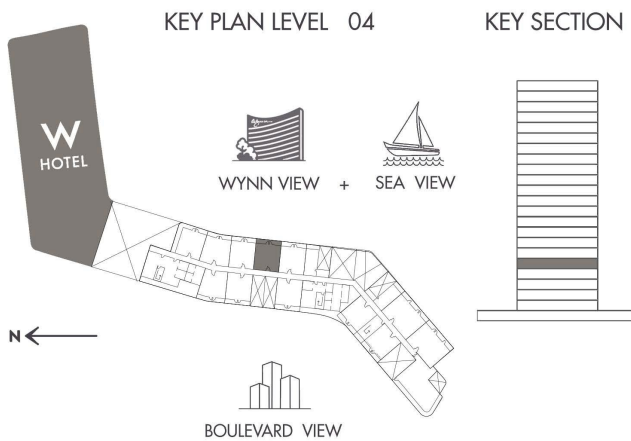 KEY PLAN LEVEL 04
KEY SECTION
W
HOTEL
WYNN VIEW + SEA VIEW
N
BOULEVARD VIEW